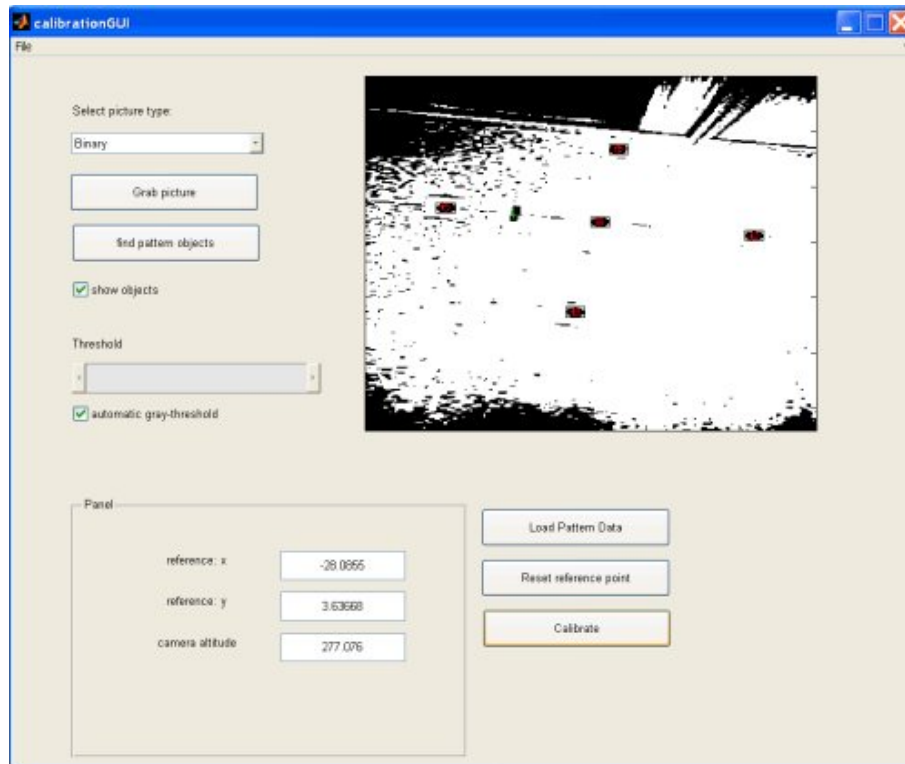 calibrationGUI
File
Select picture type:
Binary
Grab picture
find pattern objects
show objects
Threshold
automatic gray-threshold
Panel
reference: x
-28.0855
reference: y
3.63668
camera altitude
277.076
Load Pattern Data
Reset reference point
Calibrate